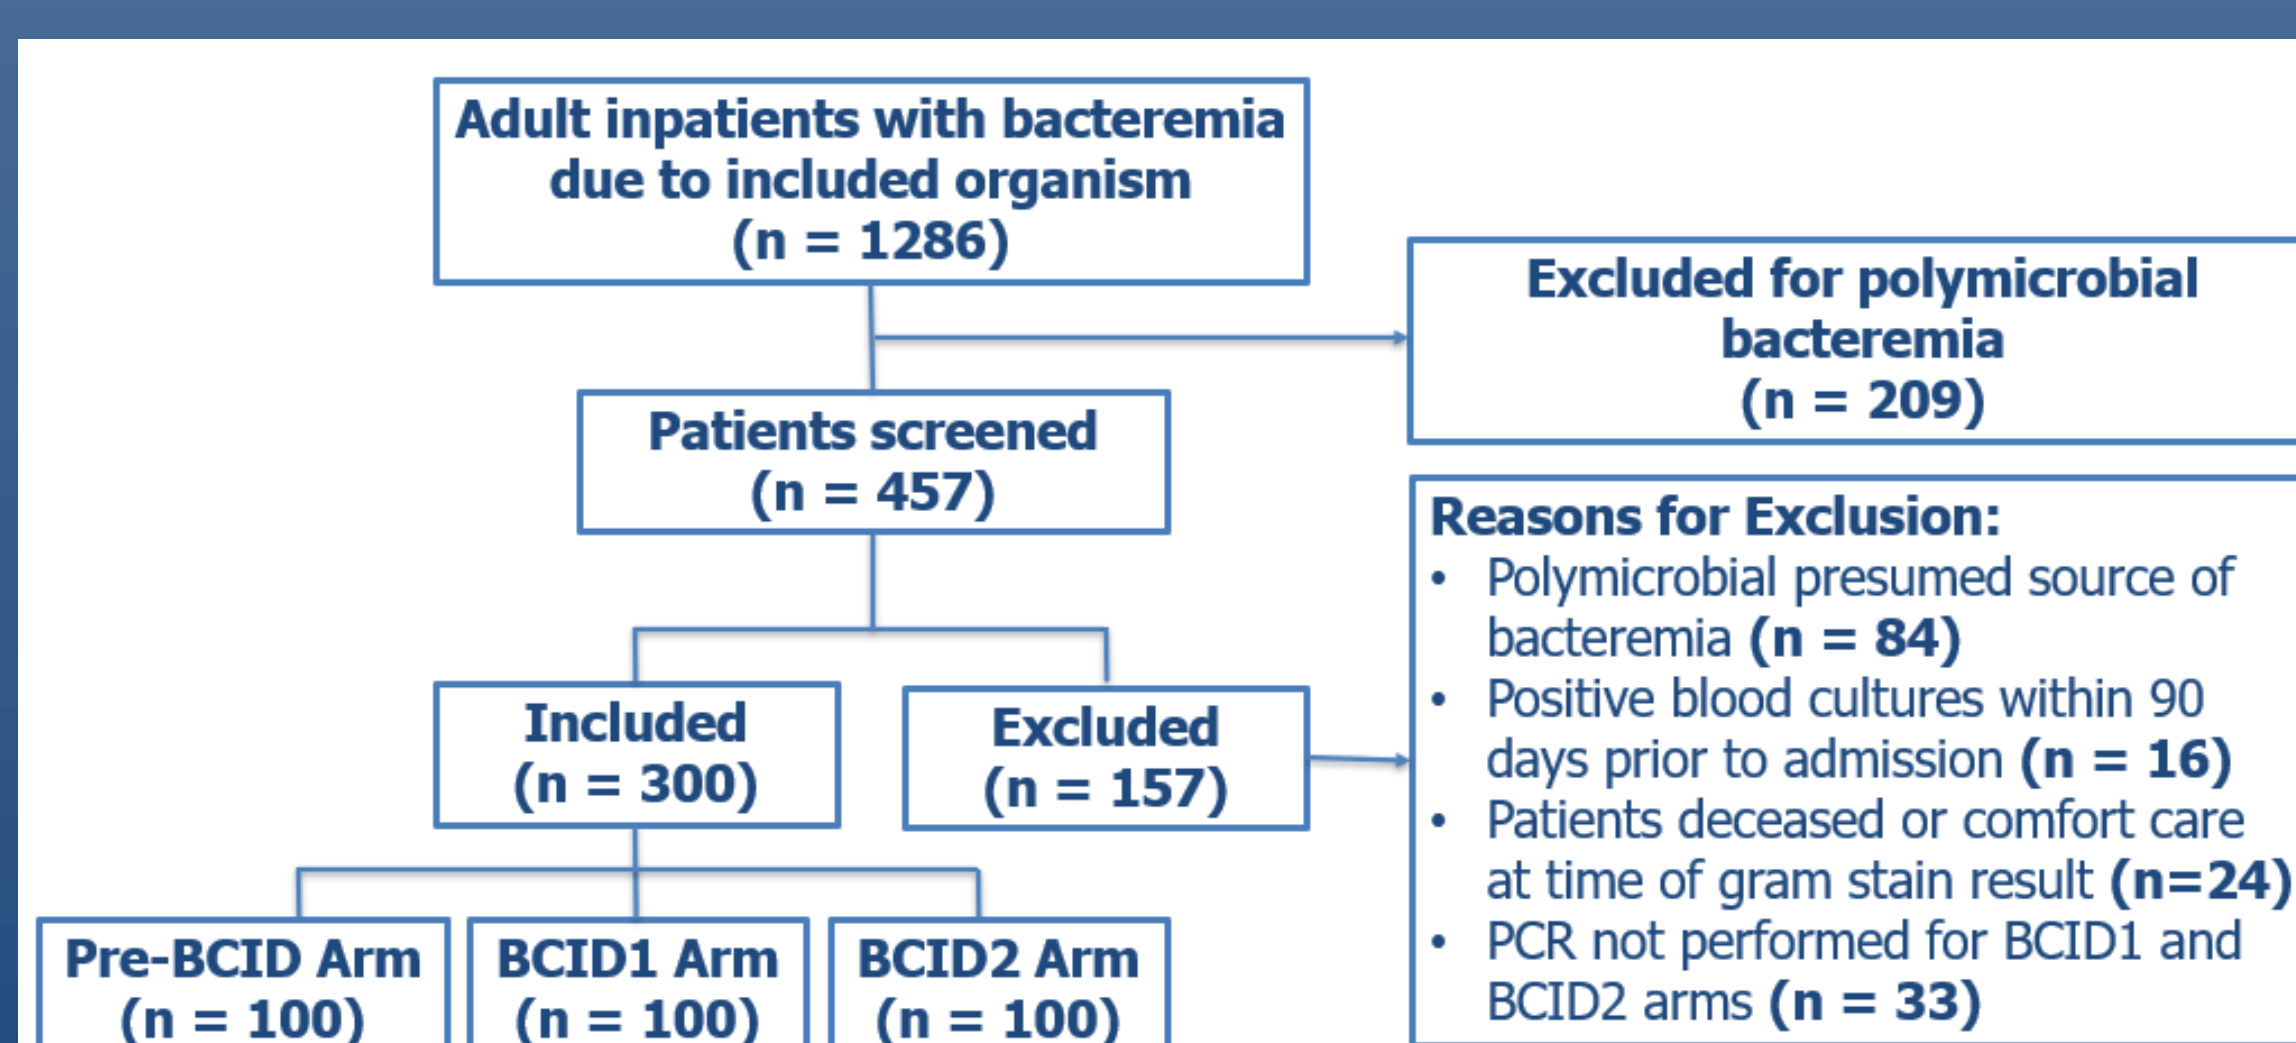 Adult inpatients with bacteremia
due to included organism
(n = 1286)
Excluded for polymicrobial
bacteremia
(n = 209)
Patients screened
(n = 457)
Reasons for Exclusion:
• Polymicrobial presumed source of
bacteremia (n = 84)
• Positive blood cultures within 90
days prior to admission (n = 16)
• Patients deceased or comfort care
at time of gram stain result (n=24)
• PCR not performed for BCID1 and
BCID2 arms (n = 33)
Included
(n = 300)
Excluded
(n = 157)
Pre-BCID Arm
(n = 100)
BCID1 Arm
(n = 100)
BCID2 Arm
(n = 100)